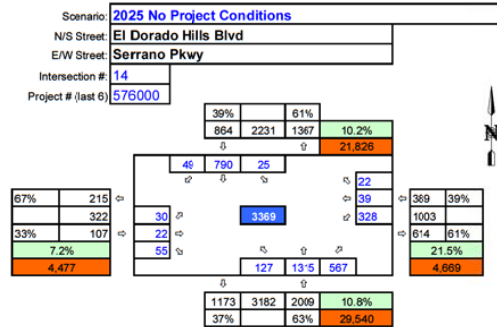 Scenario: 2025 No Project Conditions
N/S Street: El Dorado Hills Blvd
E/W Street: Serrano Pkwy
Intersection #: 14
Project # (last 6) 576000
39% 61%
864 2231 1367 10.2%
21,826
N
49 790 25
67% 215
322
33% 107
7.2%
4,477
30
22
55
3369
22
39
328
389 39%
1003
614 61%
21.5%
4,669
127 1315 567
1173 3182 2009 10.8%
37% 63% 29,540